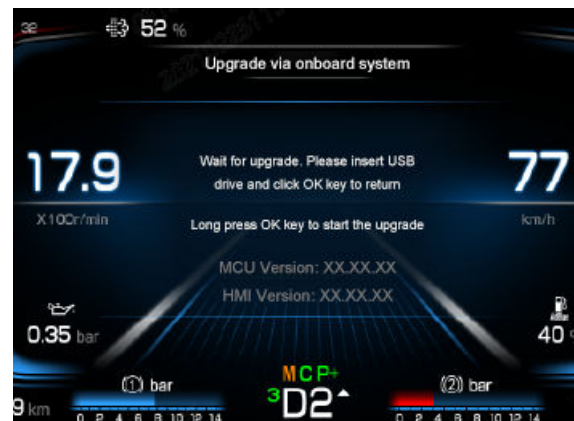 32
52 %
Upgrade via onboard system
17.9
Wait for upgrade. Please insert USB
drive and click OK key to return
77
X100r/min
Long press OK key to start the upgrade
km/h
MCU Version: XX.XX.XX
HMI Version: XX.XX.XX
0.35 bar
40
(1) bar
MCP+
(2) bar
3D2
9 km
0 2 4 6 8 10 12 14
0 2 4 6 8 10 12 14